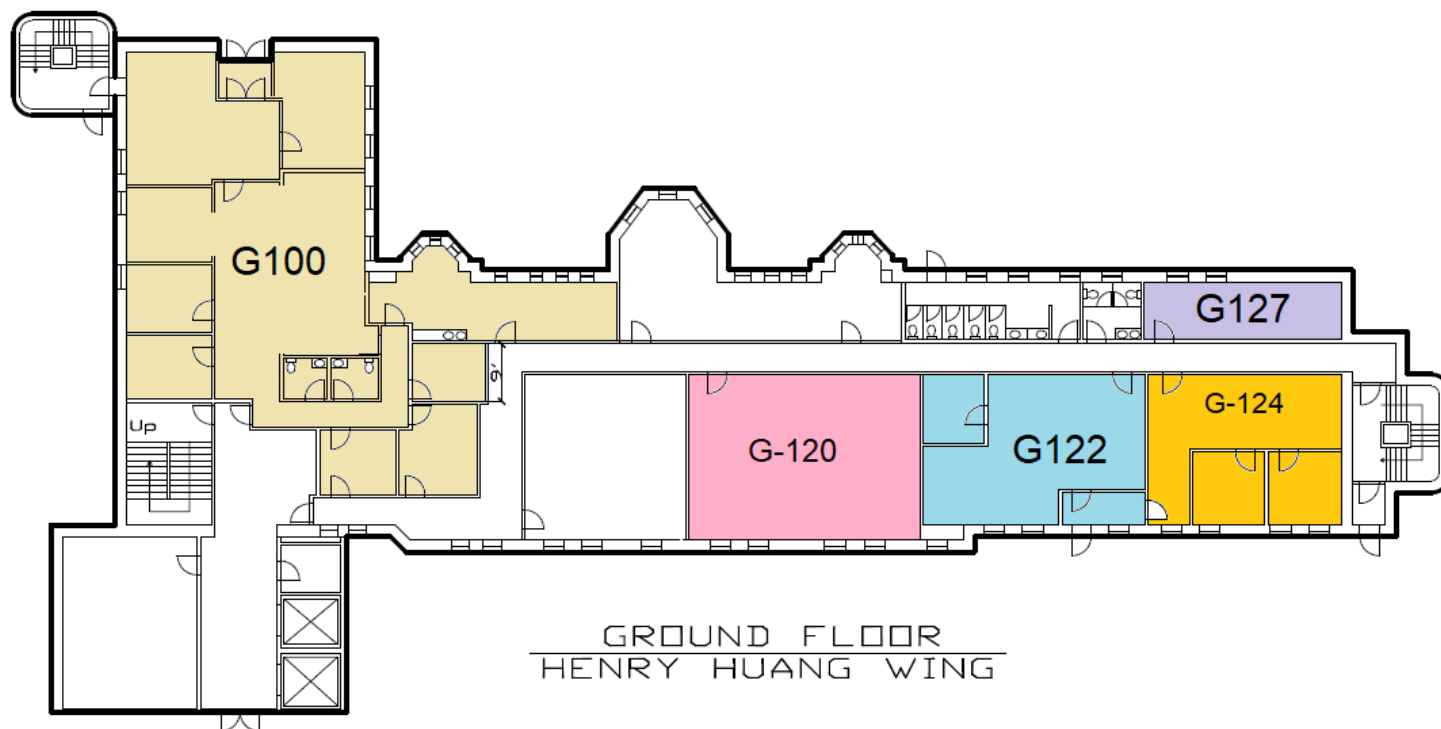 G100
G127
9'
G-124
Up
G-120
G122
GROUND FLOOR
HENRY HUANG WING